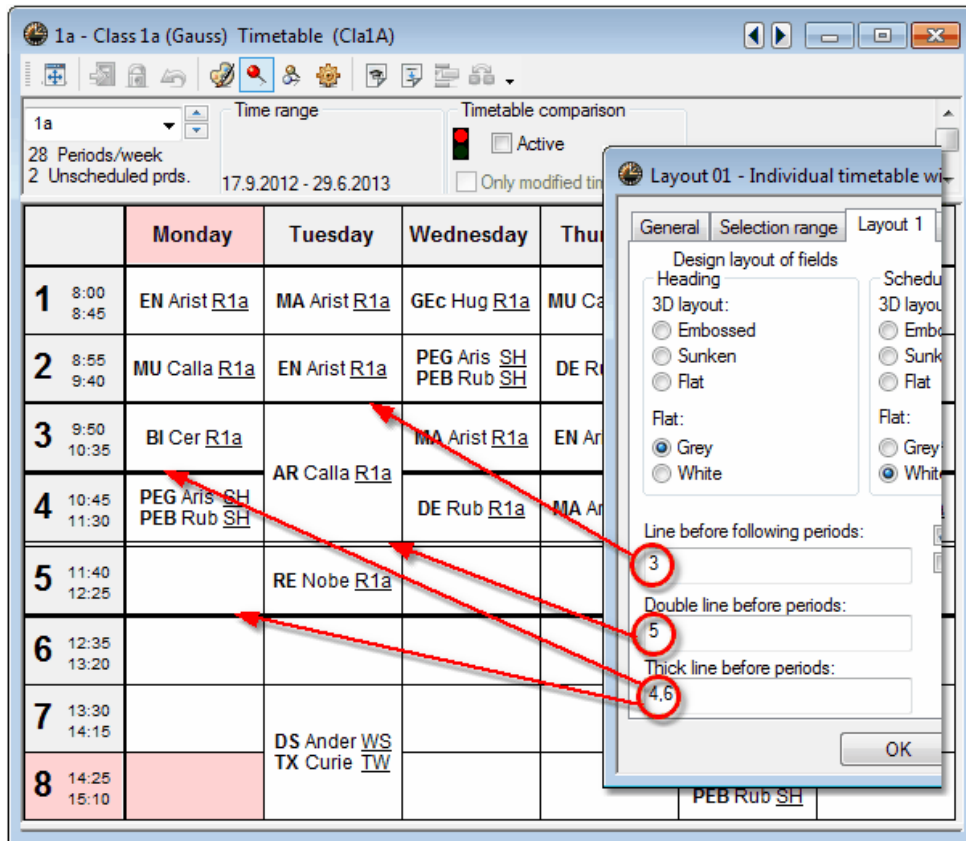 1a - Class 1a (Gauss) Timetable (Cla1A)
1a
28 Periods/week
2 Unscheduled prds.
Time range
17.9.2012 - 29.6.2013
Timetable comparison
Active
Only modified tim
Monday Tuesday Wednesday Thur
1 8:00 8:45 EN Arist R1a MA Arist R1a GEc Hug R1a MU Ca
2 8:55 9:40 MU Calla R1a EN Arist R1a PEG Aris SH DE Ru
PEB Rub SH
3 9:50 10:35 BI Cer R1a MA Arist R1a EN Ari
AR Calla R1a
4 10:45 11:30 PEG Aris SH DE Rub R1a MA Ar
PEB Rub SH
5 11:40 12:25 RE Nobe R1a
6 12:35 13:20
7 13:30 14:15
DS Ander WS
TX Curie TW
8 14:25 15:10
PEB Rub SH
Layout 01 - Individual timetable wi
General Selection range Layout 1
Design layout of fields
Heading
3D layout:
Embossed
Sunken
Flat
Flat:
Grey
White
Schedu
3D layou
Embo
Sunk
Flat
Flat:
Grey
White
Line before following periods:
3
Double line before periods:
5
Thick line before periods:
4,6
OK